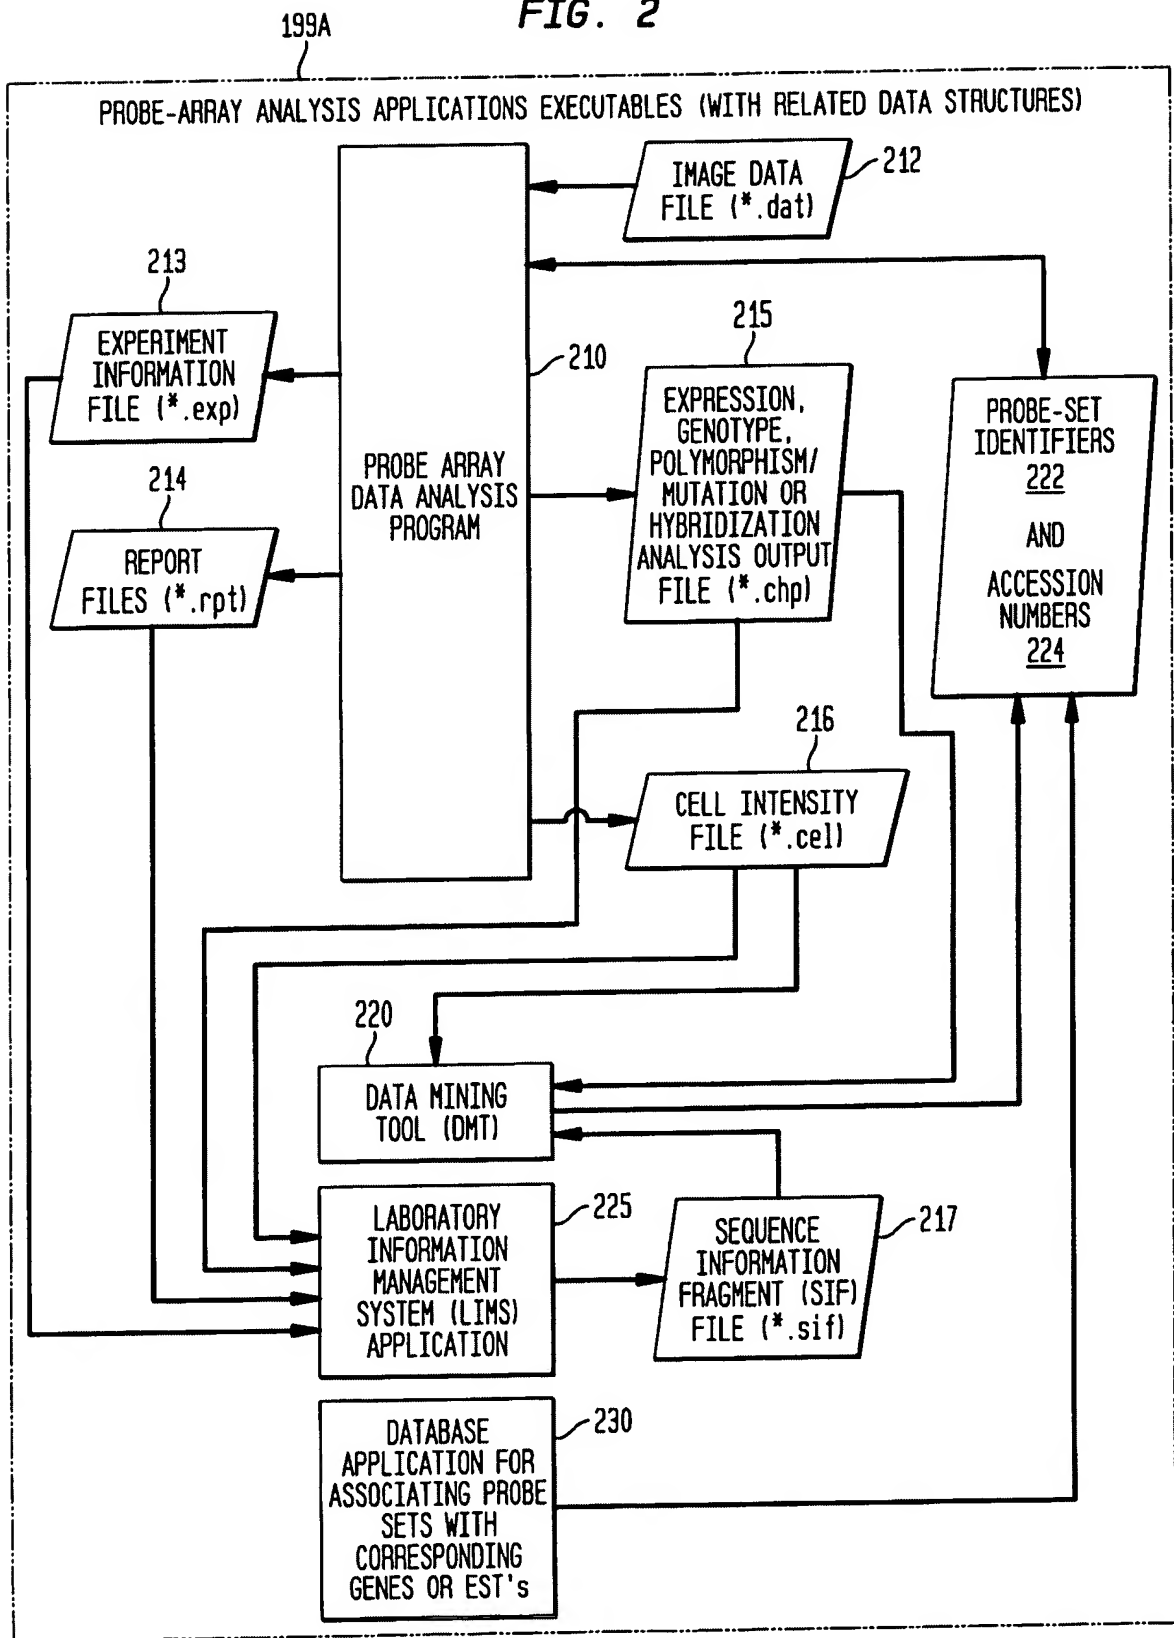 FIG. 2
199A
PROBE-ARRAY ANALYSIS APPLICATIONS EXECUTABLES (WITH RELATED DATA STRUCTURES)
IMAGE DATA
FILE (*.dat)
212
213
EXPERIMENT
INFORMATION
FILE (*.exp)
214
REPORT
FILES (*.rpt)
PROBE ARRAY
DATA ANALYSIS
PROGRAM
210
215
EXPRESSION,
GENOTYPE,
POLYMORPHISM/
MUTATION OR
HYBRIDIZATION
ANALYSIS OUTPUT
FILE (*.chp)
PROBE-SET
IDENTIFIERS
222
AND
ACCESSION
NUMBERS
224
216
CELL INTENSITY
FILE (*.cel)
220
DATA MINING
TOOL (DMT)
LABORATORY
INFORMATION
MANAGEMENT
SYSTEM (LIMS)
APPLICATION
225
SEQUENCE
INFORMATION
FRAGMENT (SIF)
FILE (*.sif)
217
DATABASE
APPLICATION FOR
ASSOCIATING PROBE
SETS WITH
CORRESPONDING
GENES OR EST's
230